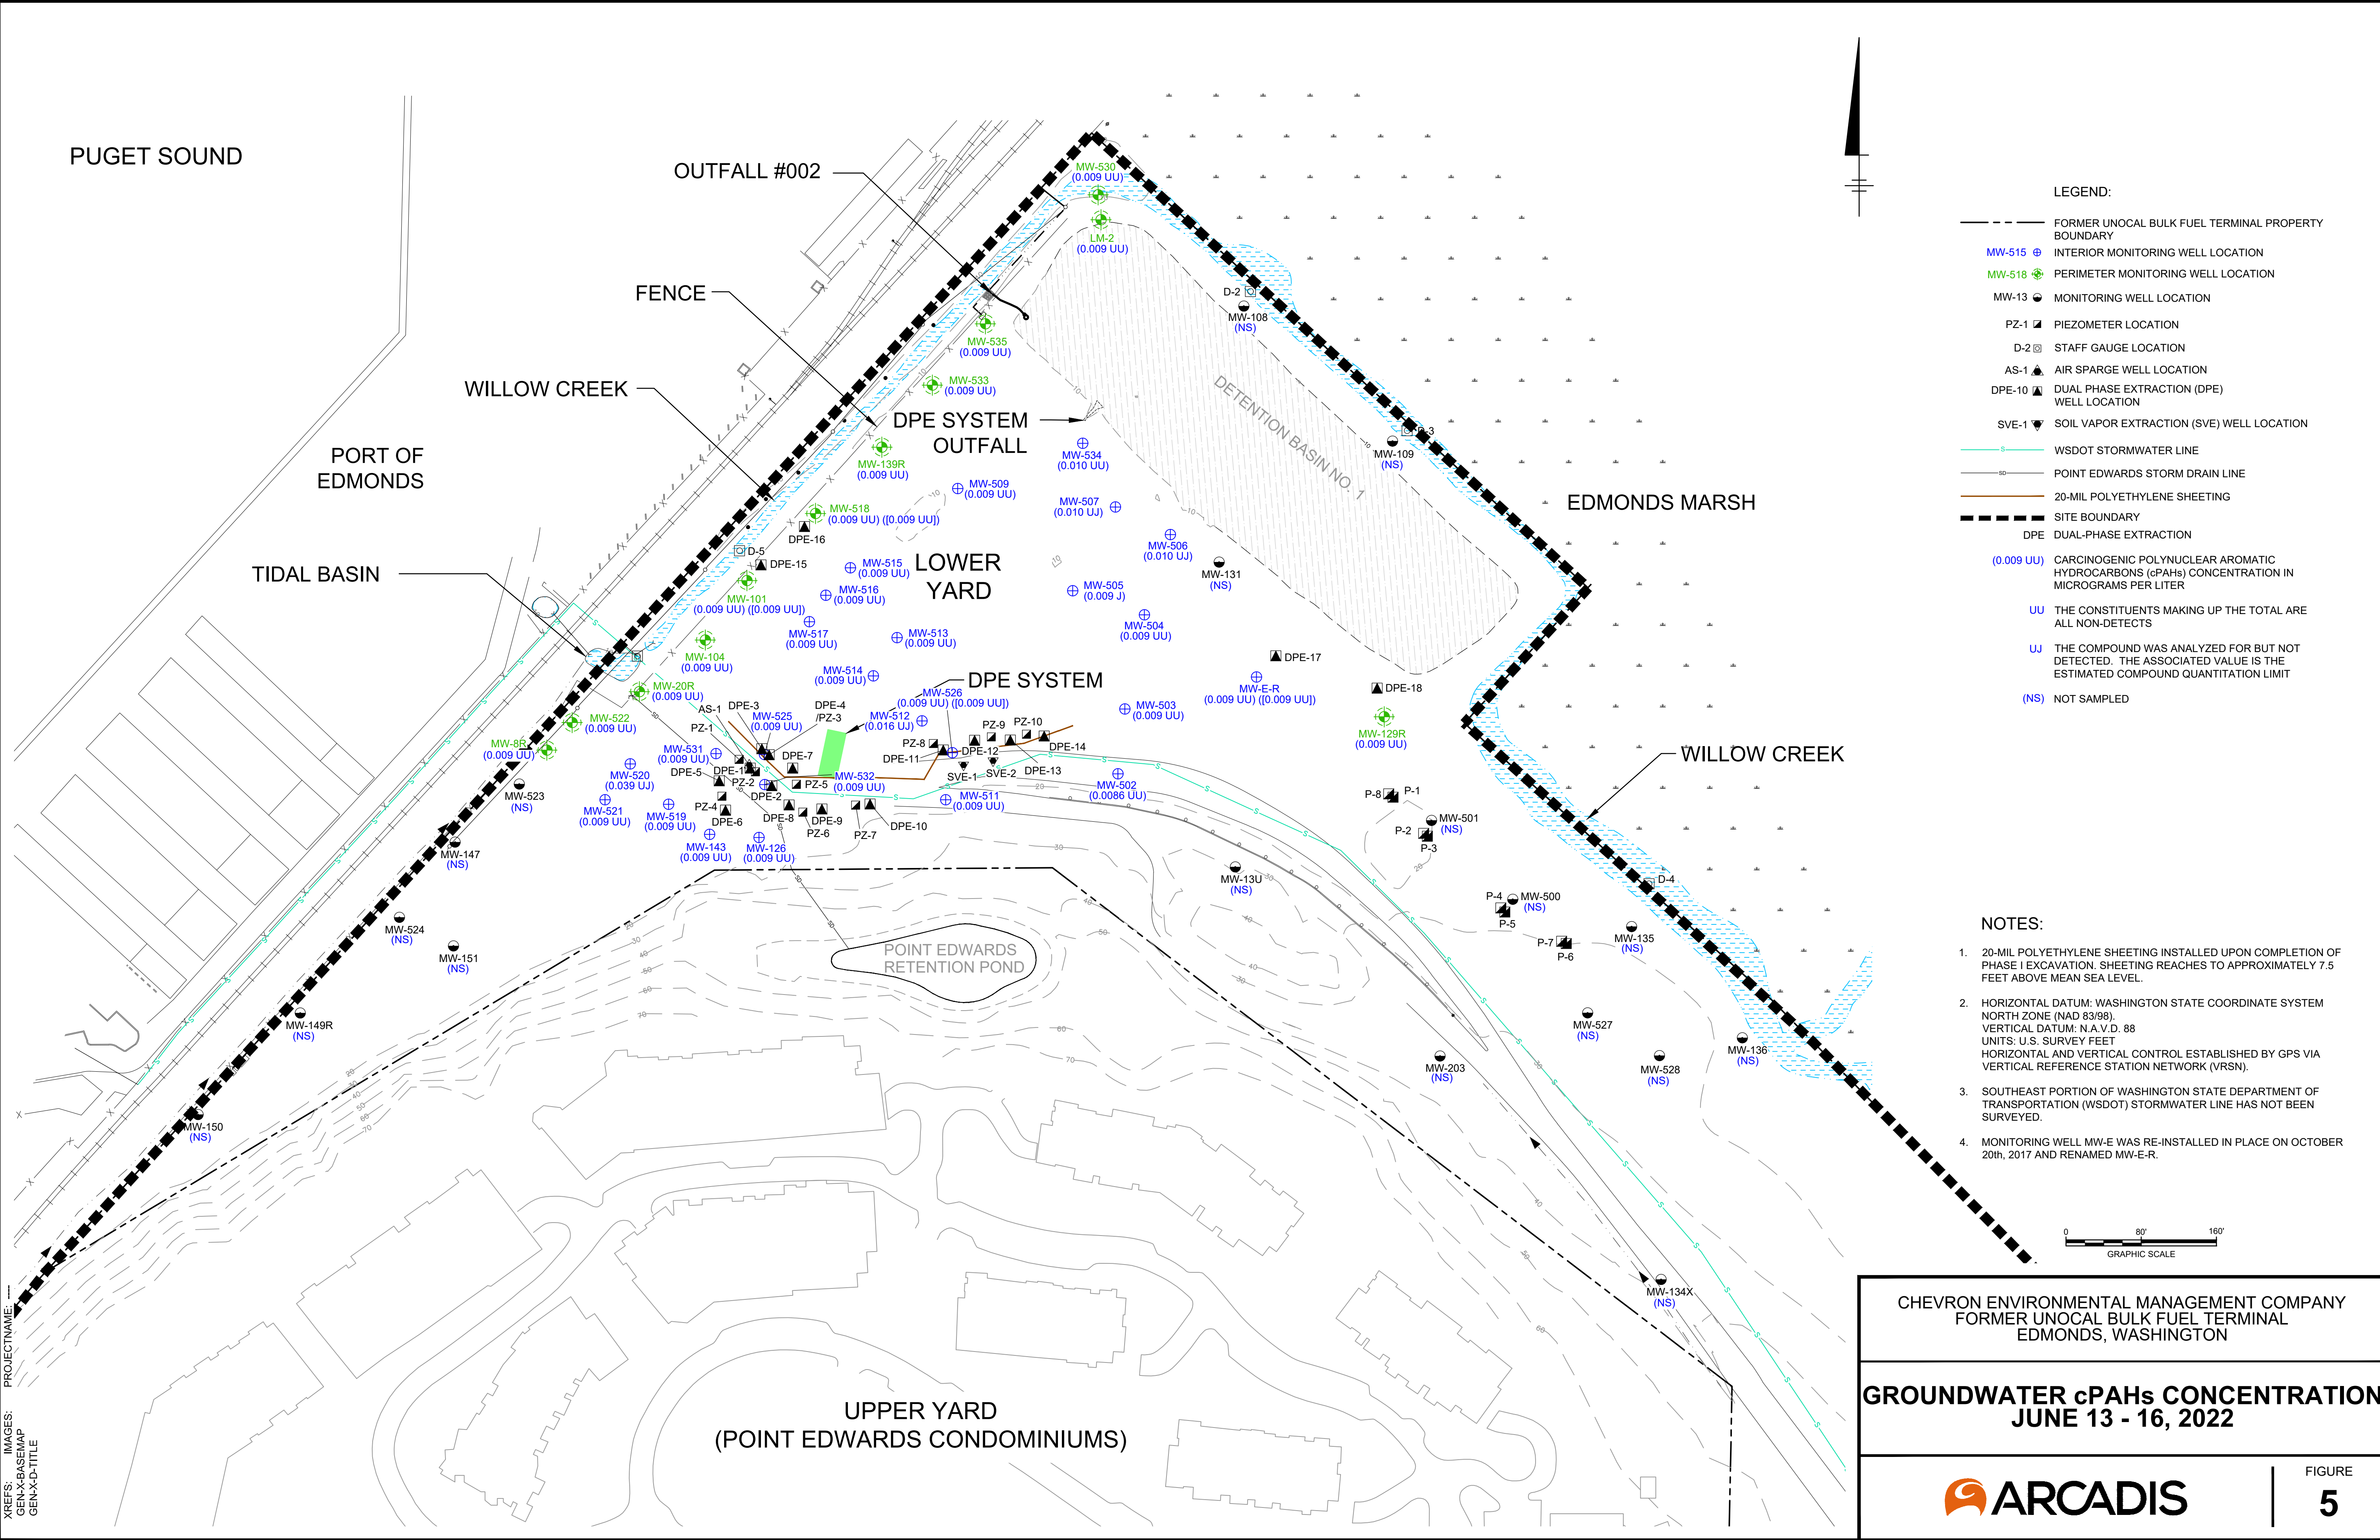 PUGET SOUND
OUTFALL #002
FENCE
WILLOW CREEK
PORT OF
EDMONDS
TIDAL BASIN
MW-530
(0.009 UU)
LM-2
(0.009 UU)
D-2
MW-108
(NS)
MW-535
(0.009 UU)
MW-533
(0.009 UU)
DPE SYSTEM
OUTFALL
DETENTION BASIN NO. 1
D-3
MW-109
(NS)
MW-139R
(0.009 UU)
MW-534
(0.010 UU)
MW-509
(0.009 UU)
MW-507
(0.010 UJ)
MW-518
(0.009 UU) ([0.009 UU])
DPE-16
EDMONDS MARSH
MW-506
(0.010 UJ)
D-5
DPE-15
MW-515
(0.009 UU)
LOWER
YARD
MW-131
(NS)
MW-101
(0.009 UU) ([0.009 UU])
MW-516
(0.009 UU)
MW-505
(0.009 J)
MW-504
(0.009 UU)
MW-517
(0.009 UU)
MW-513
(0.009 UU)
MW-104
(0.009 UU)
MW-514
(0.009 UU)
DPE-17
DPE SYSTEM
MW-E-R
(0.009 UU) ([0.009 UU])
DPE-18
MW-20R
(0.009 UU)
MW-526
(0.009 UU) ([0.009 UU])
MW-503
(0.009 UU)
MW-522
(0.009 UU)
AS-1
DPE-3
PZ-1
MW-525
(0.009 UU)
DPE-4
/PZ-3
MW-512
(0.016 UJ)
PZ-9
PZ-10
MW-129R
(0.009 UU)
MW-8R
(0.009 UU)
MW-531
(0.009 UU)
DPE-7
PZ-8
DPE-11
DPE-12
DPE-14
WILLOW CREEK
MW-520
(0.039 UJ)
DPE-5
DPE-1
PZ-2
PZ-5
MW-532
(0.009 UU)
SVE-1
SVE-2
DPE-13
MW-502
(0.0086 UU)
MW-523
(NS)
MW-521
(0.009 UU)
MW-519
(0.009 UU)
PZ-4
DPE-6
DPE-2
DPE-8
PZ-6
DPE-9
PZ-7
DPE-10
MW-511
(0.009 UU)
P-8
P-1
MW-501
(NS)
P-2
P-3
MW-143
(0.009 UU)
MW-126
(0.009 UU)
MW-147
(NS)
MW-13U
(NS)
D-4
P-4
MW-500
(NS)
P-5
MW-524
(NS)
MW-151
(NS)
POINT EDWARDS
RETENTION POND
P-7
P-6
MW-135
(NS)
MW-149R
(NS)
MW-527
(NS)
MW-136
(NS)
MW-203
(NS)
MW-528
(NS)
MW-150
(NS)
MW-134X
(NS)
UPPER YARD
(POINT EDWARDS CONDOMINIUMS)
LEGEND:
FORMER UNOCAL BULK FUEL TERMINAL PROPERTY
BOUNDARY
MW-515 INTERIOR MONITORING WELL LOCATION
MW-518 PERIMETER MONITORING WELL LOCATION
MW-13 MONITORING WELL LOCATION
PZ-1 PIEZOMETER LOCATION
D-2 STAFF GAUGE LOCATION
AS-1 AIR SPARGE WELL LOCATION
DPE-10 DUAL PHASE EXTRACTION (DPE)
WELL LOCATION
SVE-1 SOIL VAPOR EXTRACTION (SVE) WELL LOCATION
S WSDOT STORMWATER LINE
SD POINT EDWARDS STORM DRAIN LINE
20-MIL POLYETHYLENE SHEETING
SITE BOUNDARY
DPE DUAL-PHASE EXTRACTION
(0.009 UU) CARCINOGENIC POLYNUCLEAR AROMATIC
HYDROCARBONS (cPAHs) CONCENTRATION IN
MICROGRAMS PER LITER
UU THE CONSTITUENTS MAKING UP THE TOTAL ARE
ALL NON-DETECTS
UJ THE COMPOUND WAS ANALYZED FOR BUT NOT
DETECTED. THE ASSOCIATED VALUE IS THE
ESTIMATED COMPOUND QUANTITATION LIMIT
(NS) NOT SAMPLED
NOTES:
1. 20-MIL POLYETHYLENE SHEETING INSTALLED UPON COMPLETION OF
PHASE I EXCAVATION. SHEETING REACHES TO APPROXIMATELY 7.5
FEET ABOVE MEAN SEA LEVEL.
2. HORIZONTAL DATUM: WASHINGTON STATE COORDINATE SYSTEM
NORTH ZONE (NAD 83/98).
VERTICAL DATUM: N.A.V.D. 88
UNITS: U.S. SURVEY FEET
HORIZONTAL AND VERTICAL CONTROL ESTABLISHED BY GPS VIA
VERTICAL REFERENCE STATION NETWORK (VRSN).
3. SOUTHEAST PORTION OF WASHINGTON STATE DEPARTMENT OF
TRANSPORTATION (WSDOT) STORMWATER LINE HAS NOT BEEN
SURVEYED.
4. MONITORING WELL MW-E WAS RE-INSTALLED IN PLACE ON OCTOBER
20th, 2017 AND RENAMED MW-E-R.
0 80' 160'
GRAPHIC SCALE
CHEVRON ENVIRONMENTAL MANAGEMENT COMPANY
FORMER UNOCAL BULK FUEL TERMINAL
EDMONDS, WASHINGTON
GROUNDWATER cPAHs CONCENTRATION
JUNE 13 - 16, 2022
ARCADIS
FIGURE
5
XREFS: IMAGES: PROJECTNAME: ----
GEN-X-BASEMAP
GEN-X-D-TITLE